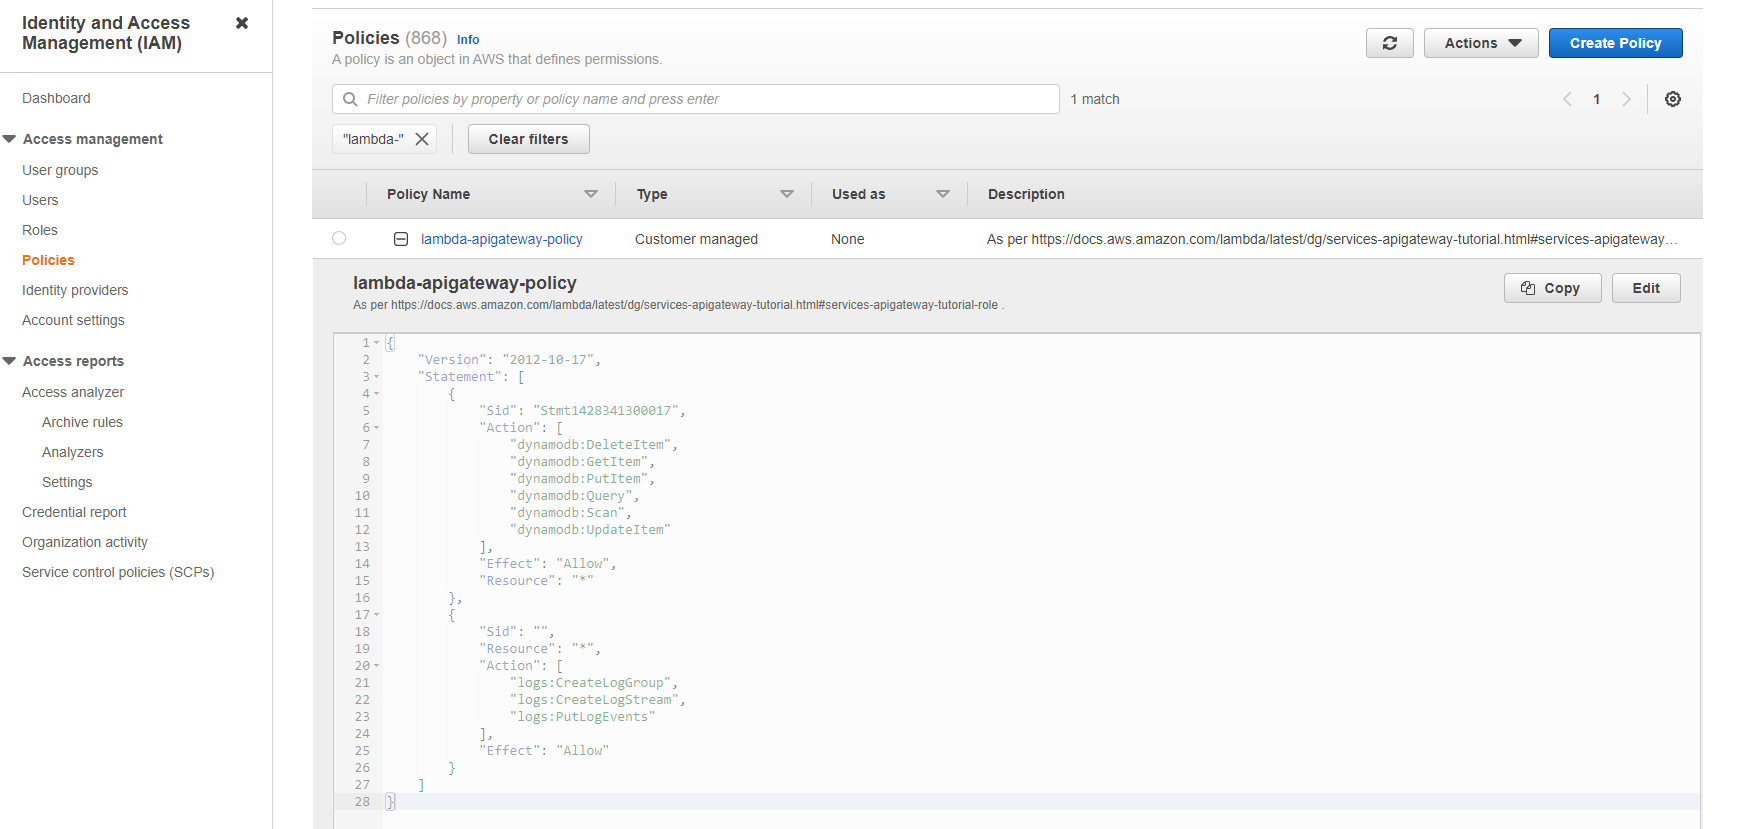 Identity and Access
Management (IAM)
Dashboard
Access management
User groups
Users
Roles
Policies
Identity providers
Account settings
Access reports
Access analyzer
Archive rules
Analyzers
Settings
Credential report
Organization activity
Service control policies (SCPs)
Policies (868) Info
A policy is an object in AWS that defines permissions.
Actions
Create Policy
Filter policies by property or policy name and press enter
1 match
1
"lambda-"
Clear filters
Policy Name Type Used as Description
lambda-apigateway-policy Customer managed None As per https://docs.aws.amazon.com/lambda/latest/dg/services-apigateway-tutorial.html#services-apigateway…
lambda-apigateway-policy
As per https://docs.aws.amazon.com/lambda/latest/dg/services-apigateway-tutorial.html#services-apigateway-tutorial-role .
Copy
Edit
1 {
2 "Version": "2012-10-17",
3 "Statement": [
4 {
5 "Sid": "Stmt1428341300017",
6 "Action": [
7 "dynamodb:DeleteItem",
8 "dynamodb:GetItem",
9 "dynamodb:PutItem",
10 "dynamodb:Query",
11 "dynamodb:Scan",
12 "dynamodb:UpdateItem"
13 ],
14 "Effect": "Allow",
15 "Resource": "*"
16 },
17 {
18 "Sid": "",
19 "Resource": "*",
20 "Action": [
21 "logs:CreateLogGroup",
22 "logs:CreateLogStream",
23 "logs:PutLogEvents"
24 ],
25 "Effect": "Allow"
26 }
27 ]
28 }